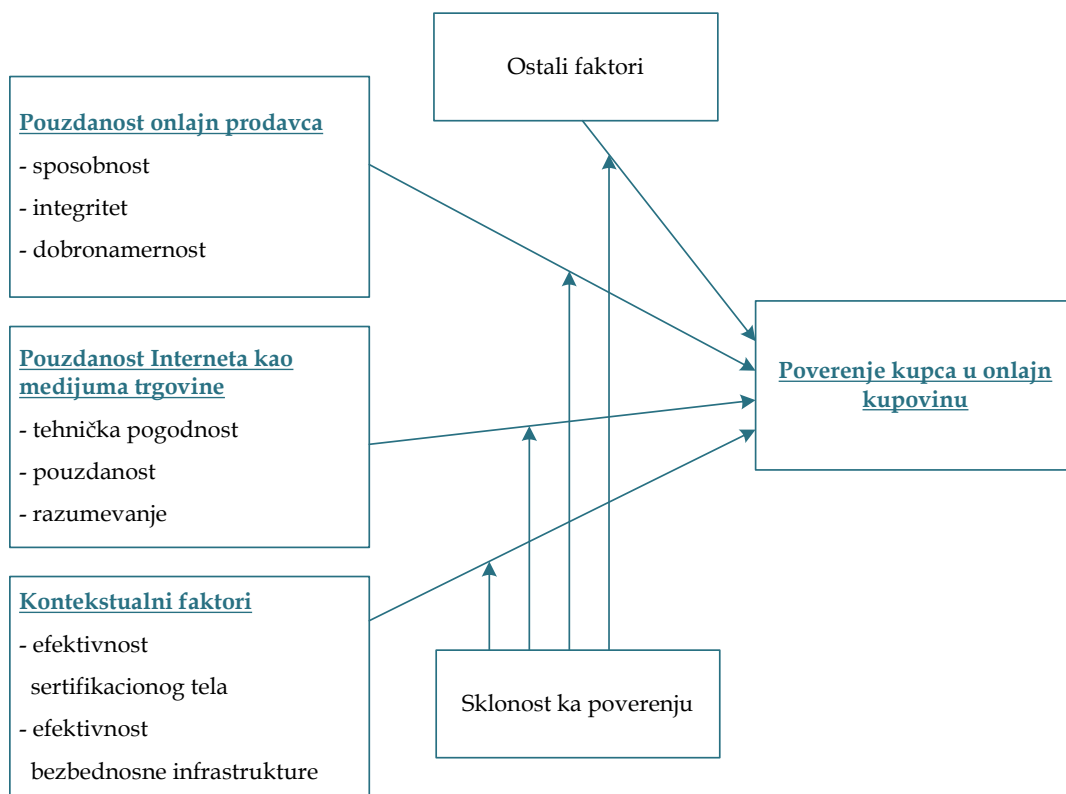 Ostali faktori
Pouzdanost onlajn prodavca
- sposobnost
- integritet
- dobronamernost
Pouzdanost Interneta kao
medijuma trgovine
- tehnička pogodnost
- pouzdanost
- razumevanje
Poverenje kupca u onlajn
kupovinu
Kontekstualni faktori
- efektivnost
sertifikacionog tela
- efektivnost
bezbednosne infrastrukture
Sklonost ka poverenju